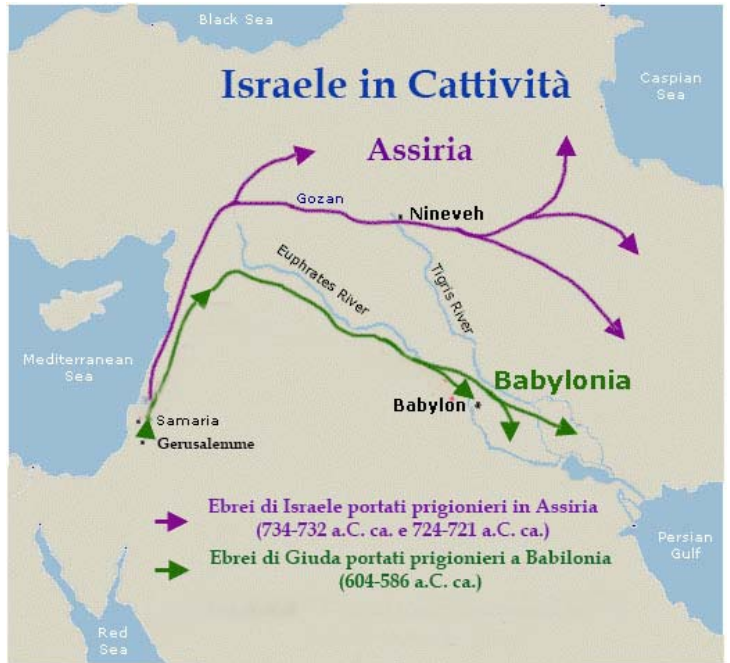 Black Sea
Caspian
Sea
Israele in Cattività
Assiria
Gozan
Nineveh
Euphrates River
Tigris River
Mediterranean
Sea
Babylonia
Babylon
Samaria
Gerusalemme
Ebrei di Israele portati prigionieri in Assiria
(734-732 a.C. ca. e 724-721 a.C. ca.)
Ebrei di Giuda portati prigionieri a Babilonia
(604-586 a.C. ca.)
Persian
Gulf
Red
Sea